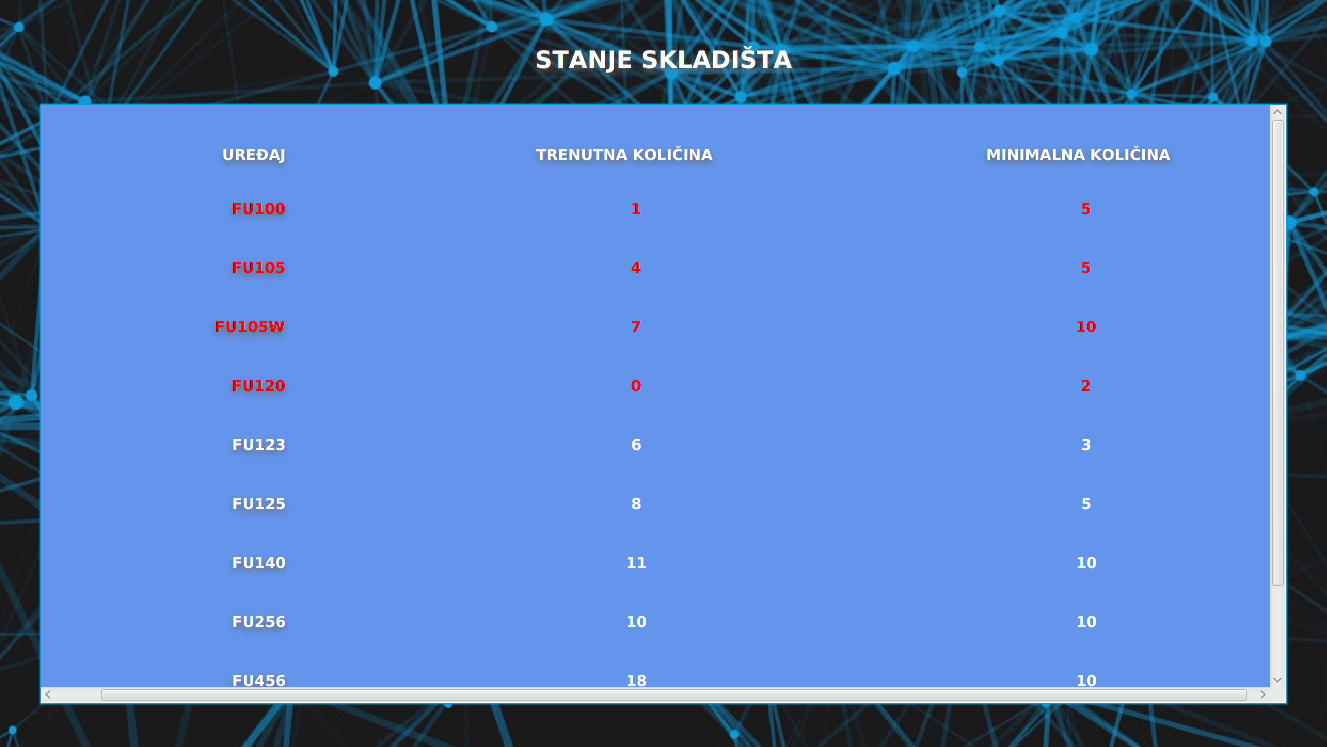 STANJE SKLADIŠTA
UREĐAJ TRENUTNA KOLIČINA MINIMALNA KOLIČINA
FU100 1 5
FU105 4 5
FU105W 7 10
FU120 0 2
FU123 6 3
FU125 8 5
FU140 11 10
FU256 10 10
FU456 18 10